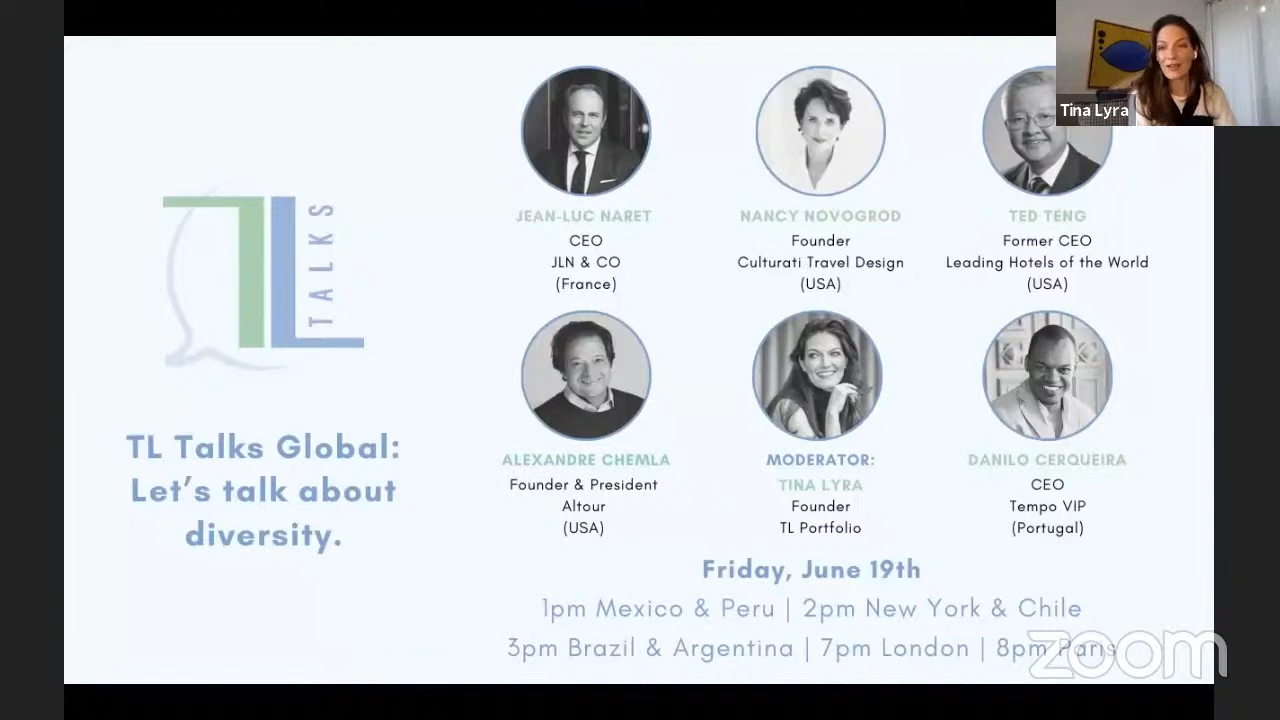 Tina Lyra
TL
TALKS
TL Talks Global:
Let’s talk about
diversity.
JEAN-LUC NARET
CEO
JLN & CO
(France)
NANCY NOVOGROD
Founder
Culturati Travel Design
(USA)
TED TENG
Former CEO
Leading Hotels of the World
(USA)
ALEXANDRE CHEMLA
Founder & President
Altour
(USA)
MODERATOR:
TINA LYRA
Founder
TL Portfolio
DANILO CERQUEIRA
CEO
Tempo VIP
(Portugal)
Friday, June 19th
1pm Mexico & Peru | 2pm New York & Chile
3pm Brazil & Argentina | 7pm London | 8pm Paris
zoom